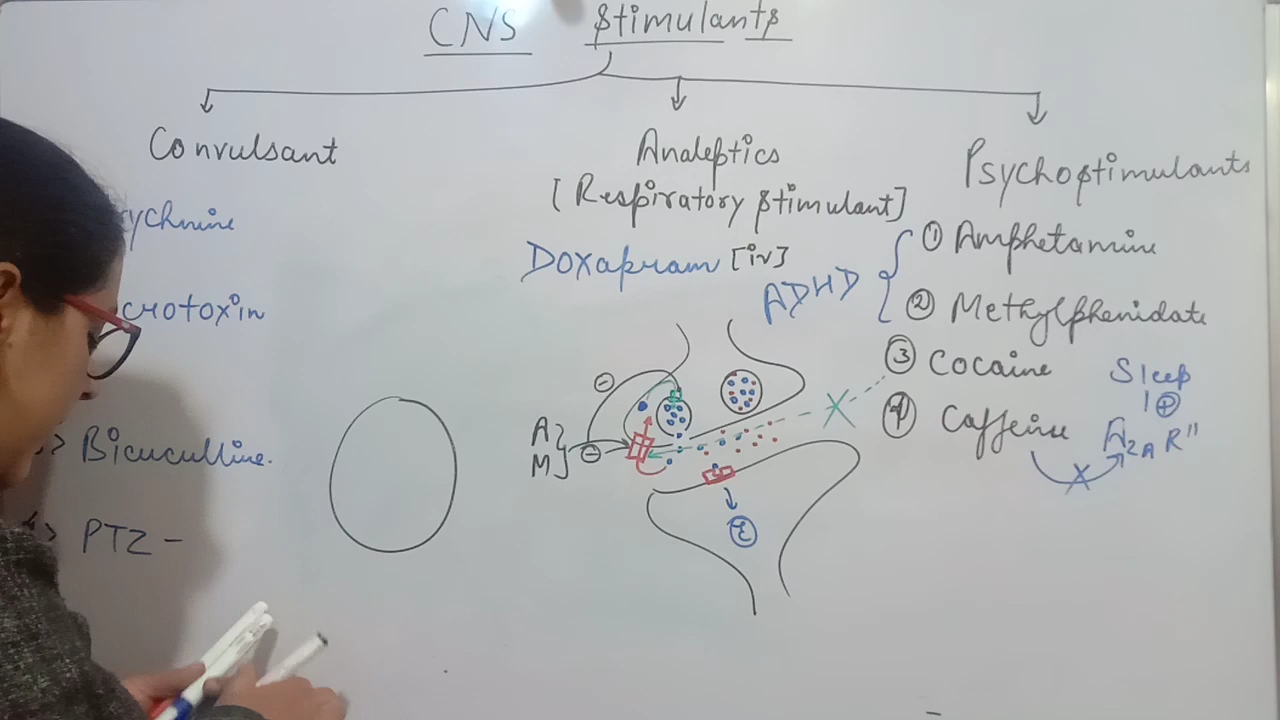 CNS Stimulants
Convulsant
ychnine
crotoxin
> Bicuculline.
> PTZ -
Analeptics
[Respiratory Stimulant]
Doxapram [iv]
ADHD
A
M
E
Psychostimulants
① Amphetamine
② Methylphenidate
③ Cocaine
④ Caffeine
Sleep
A2A R"